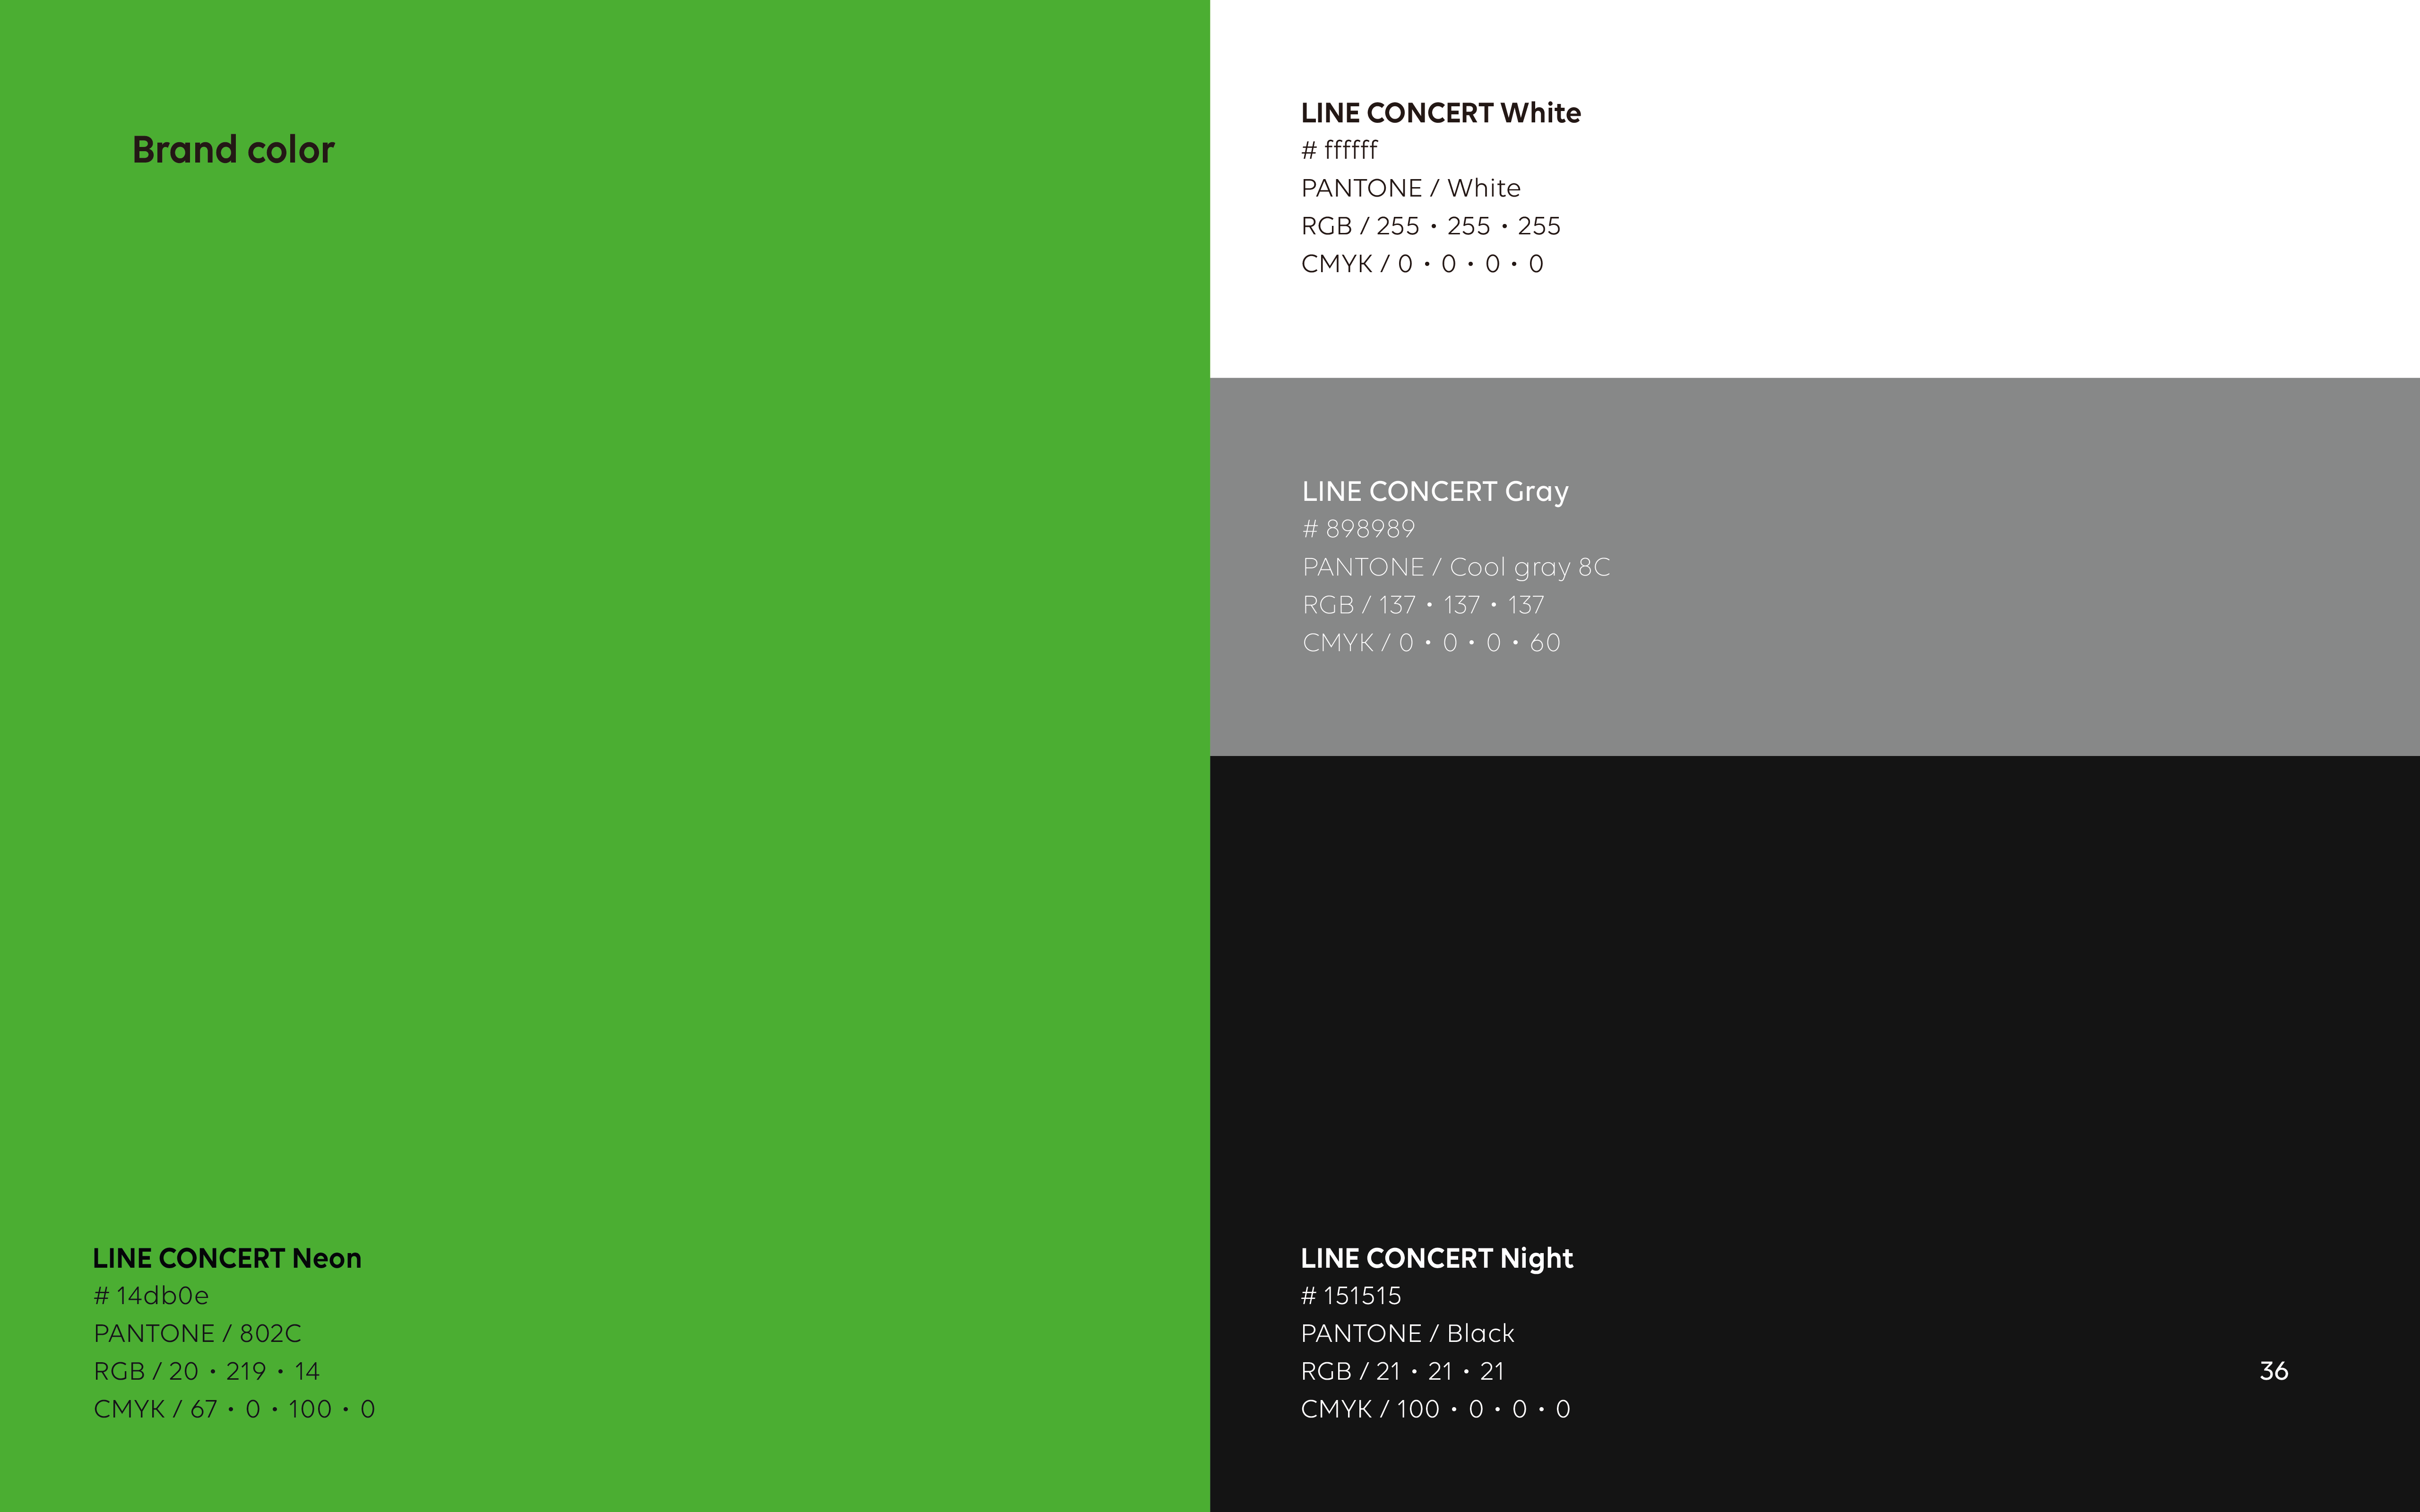 Brand color
LINE CONCERT Neon
# 14db0e
PANTONE / 802C
RGB / 20 • 219 • 14
CMYK / 67 • 0 • 100 • 0
LINE CONCERT White
# ffffff
PANTONE / White
RGB / 255 • 255 • 255
CMYK / 0 • 0 • 0 • 0
LINE CONCERT Gray
# 898989
PANTONE / Cool gray 8C
RGB / 137 • 137 • 137
CMYK / 0 • 0 • 0 • 60
LINE CONCERT Night
# 151515
PANTONE / Black
RGB / 21 • 21 • 21
CMYK / 100 • 0 • 0 • 0
36